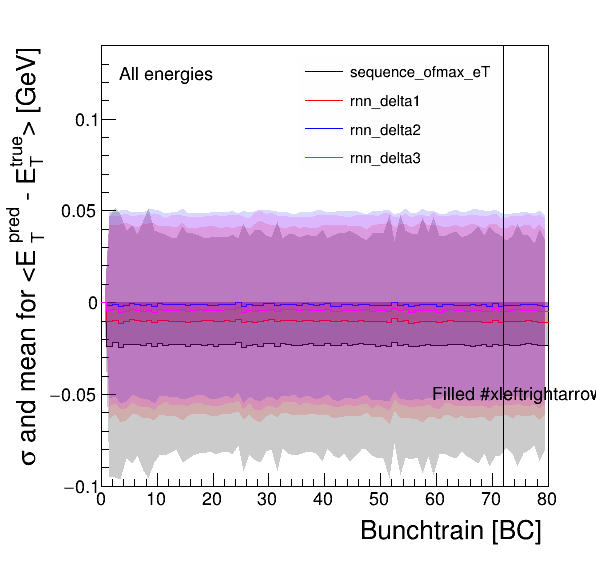 σ and mean for <E_T^pred - E_T^true> [GeV]
All energies
sequence_ofmax_eT
rnn_delta1
rnn_delta2
rnn_delta3
0.1
0.05
0
−0.05
−0.1
Filled #xleftrightarrow
0 10 20 30 40 50 60 70 80
Bunchtrain [BC]